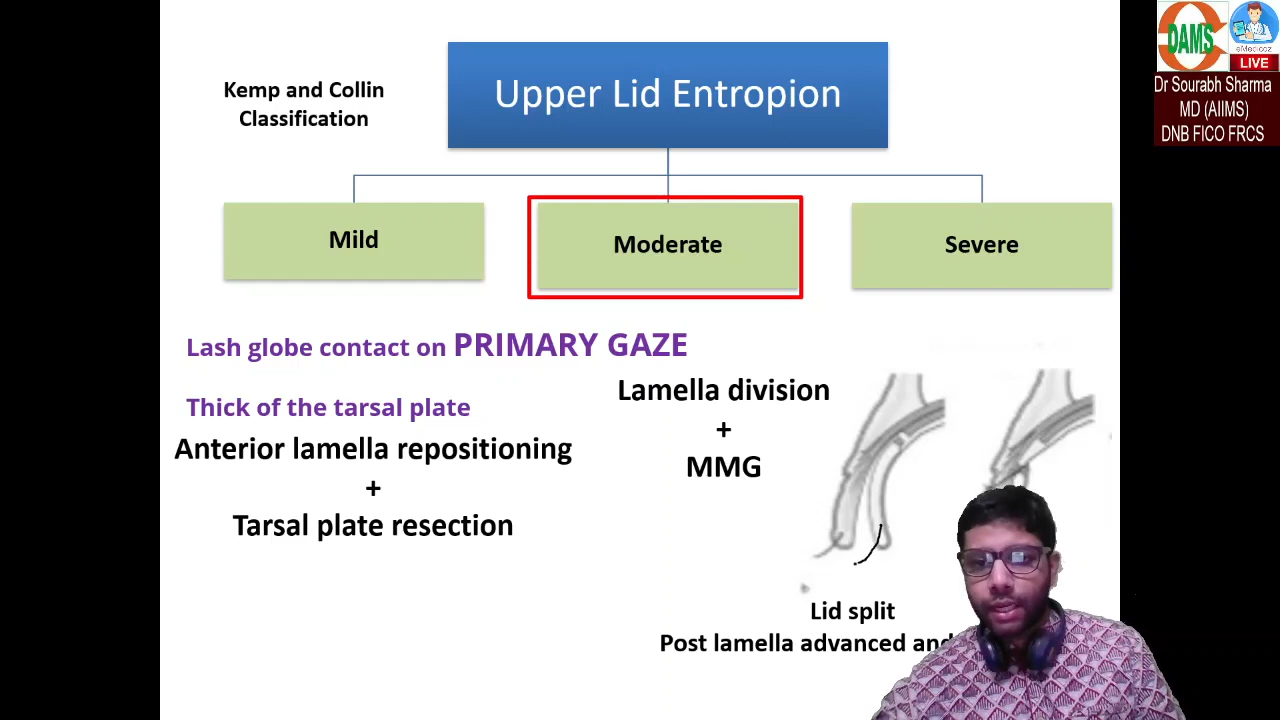 Kemp and Collin
Classification
Upper Lid Entropion
DAMS
eMedicoz
LIVE
Dr Sourabh Sharma
MD (AIIMS)
DNB FICO FRCS
Mild
Moderate
Severe
Lash globe contact on PRIMARY GAZE
Thick of the tarsal plate
Anterior lamella repositioning
+
Tarsal plate resection
Lamella division
+
MMG
Lid split
Post lamella advanced and